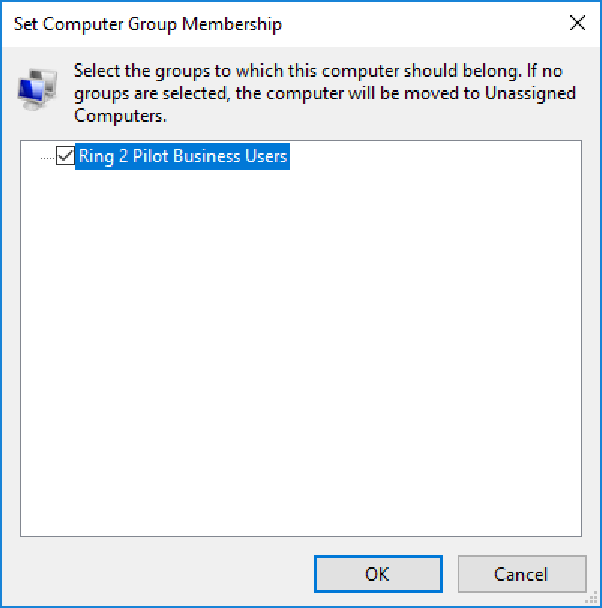 Set Computer Group Membership
Select the groups to which this computer should belong. If no
groups are selected, the computer will be moved to Unassigned
Computers.
Ring 2 Pilot Business Users
OK
Cancel